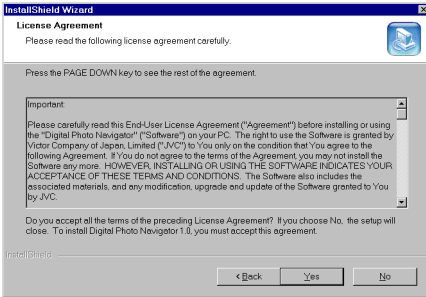 InstallShield Wizard
License Agreement
Please read the following license agreement carefully.
Press the PAGE DOWN key to see the rest of the agreement.
Important:
Please carefully read this End-User License Agreement ("Agreement") before installing or using
the "Digital Photo Navigator" ("Software") on your PC. The right to use the Software is granted by
Victor Company of Japan, Limited ("JVC") to You only on the condition that You agree to the
following Agreement. If You do not agree to the terms of the Agreement, you may not install the
Software any more. HOWEVER, INSTALLING OR USING THE SOFTWARE INDICATES YOUR
ACCEPTANCE OF THESE TERMS AND CONDITIONS. The Software also includes the
associated materials, and any modification, upgrade and update of the Software granted to You
by JVC.
Do you accept all the terms of the preceding License Agreement? If you choose No, the setup will
close. To install Digital Photo Navigator 1.0, you must accept this agreement.
InstallShield
< Back
Yes
No